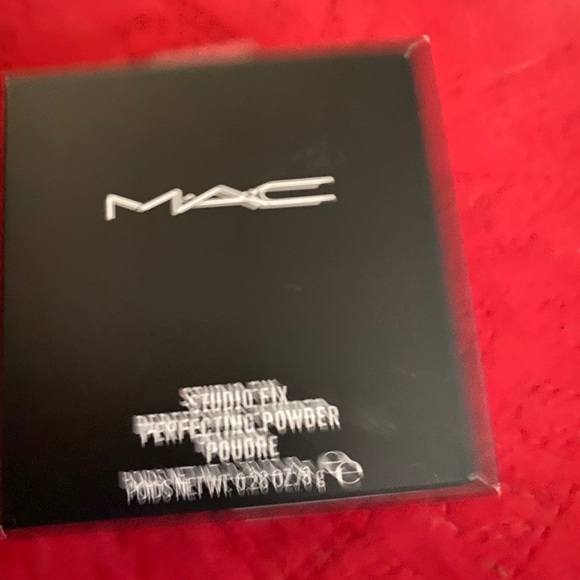 MAC
STUDIO FIX
PERFECTING POWDER
POUDRE
POIDS NET WT. 0.28 OZ/8 g e